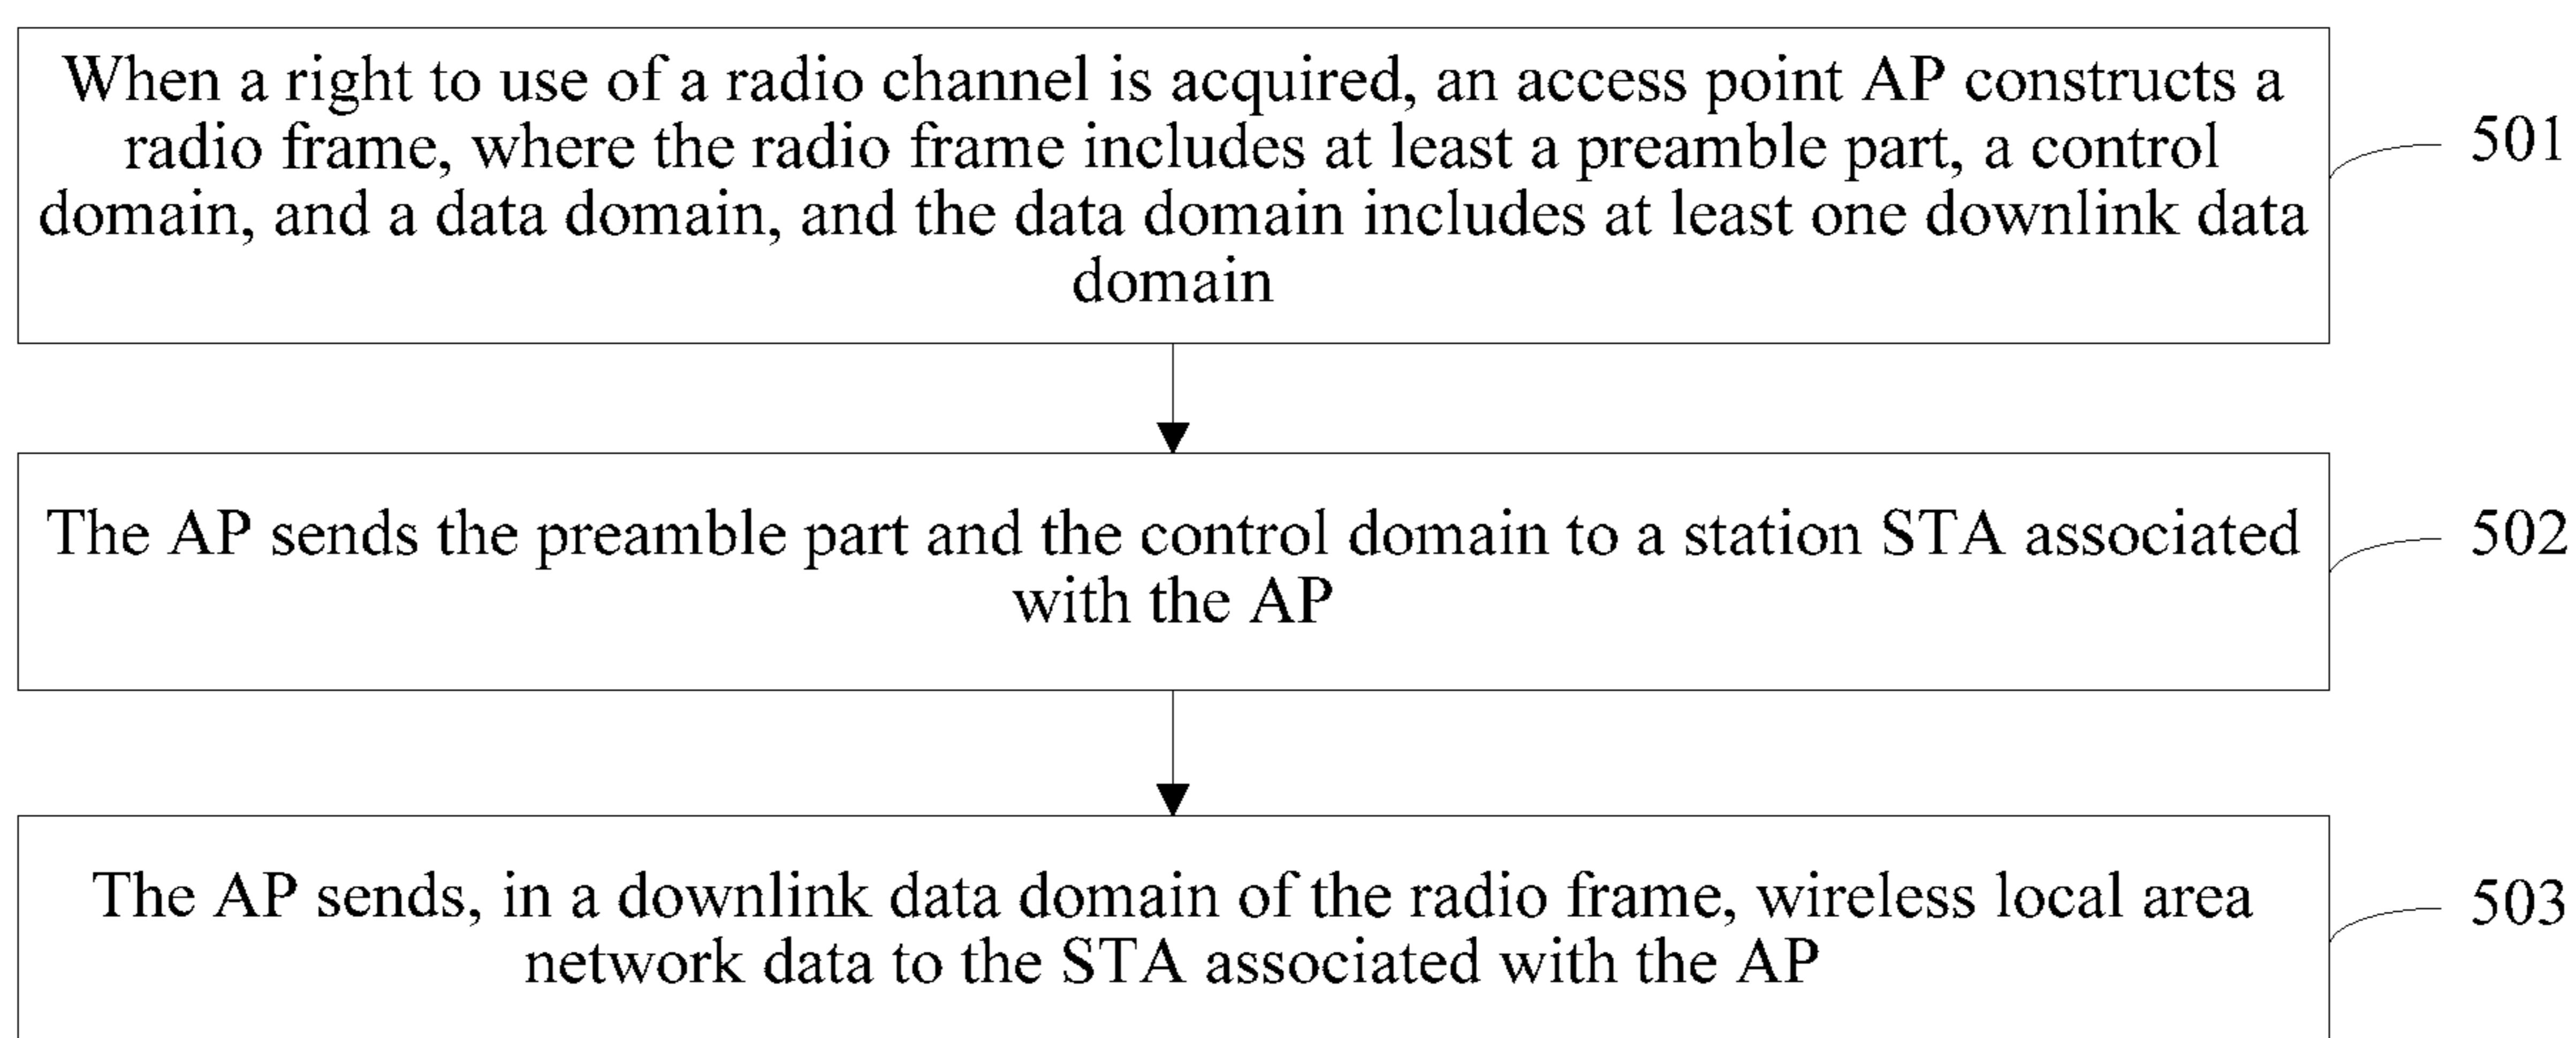 When a right to use of a radio channel is acquired, an access point AP constructs a
radio frame, where the radio frame includes at least a preamble part, a control
domain, and a data domain, and the data domain includes at least one downlink data
domain
501
The AP sends the preamble part and the control domain to a station STA associated
with the AP
502
The AP sends, in a downlink data domain of the radio frame, wireless local area
network data to the STA associated with the AP
503